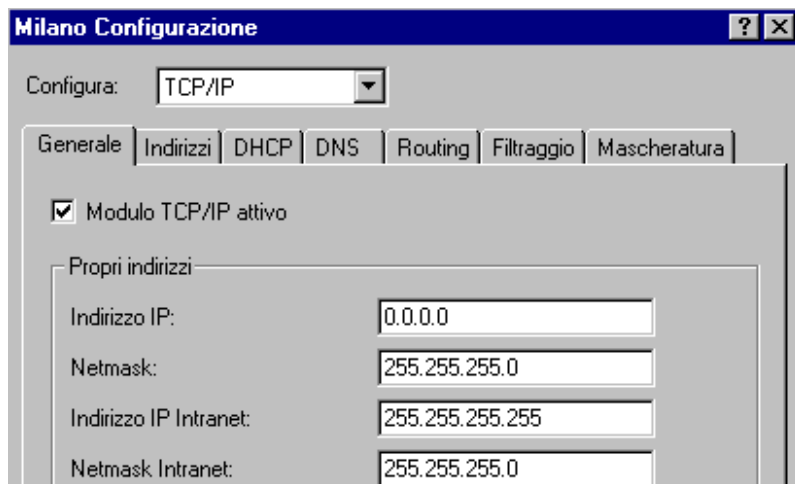 Milano Configurazione
Configura: TCP/IP
Generale Indirizzi DHCP DNS Routing Filtraggio Mascheratura
Modulo TCP/IP attivo
Propri indirizzi
Indirizzo IP: 0.0.0.0
Netmask: 255.255.255.0
Indirizzo IP Intranet: 255.255.255.255
Netmask Intranet: 255.255.255.0